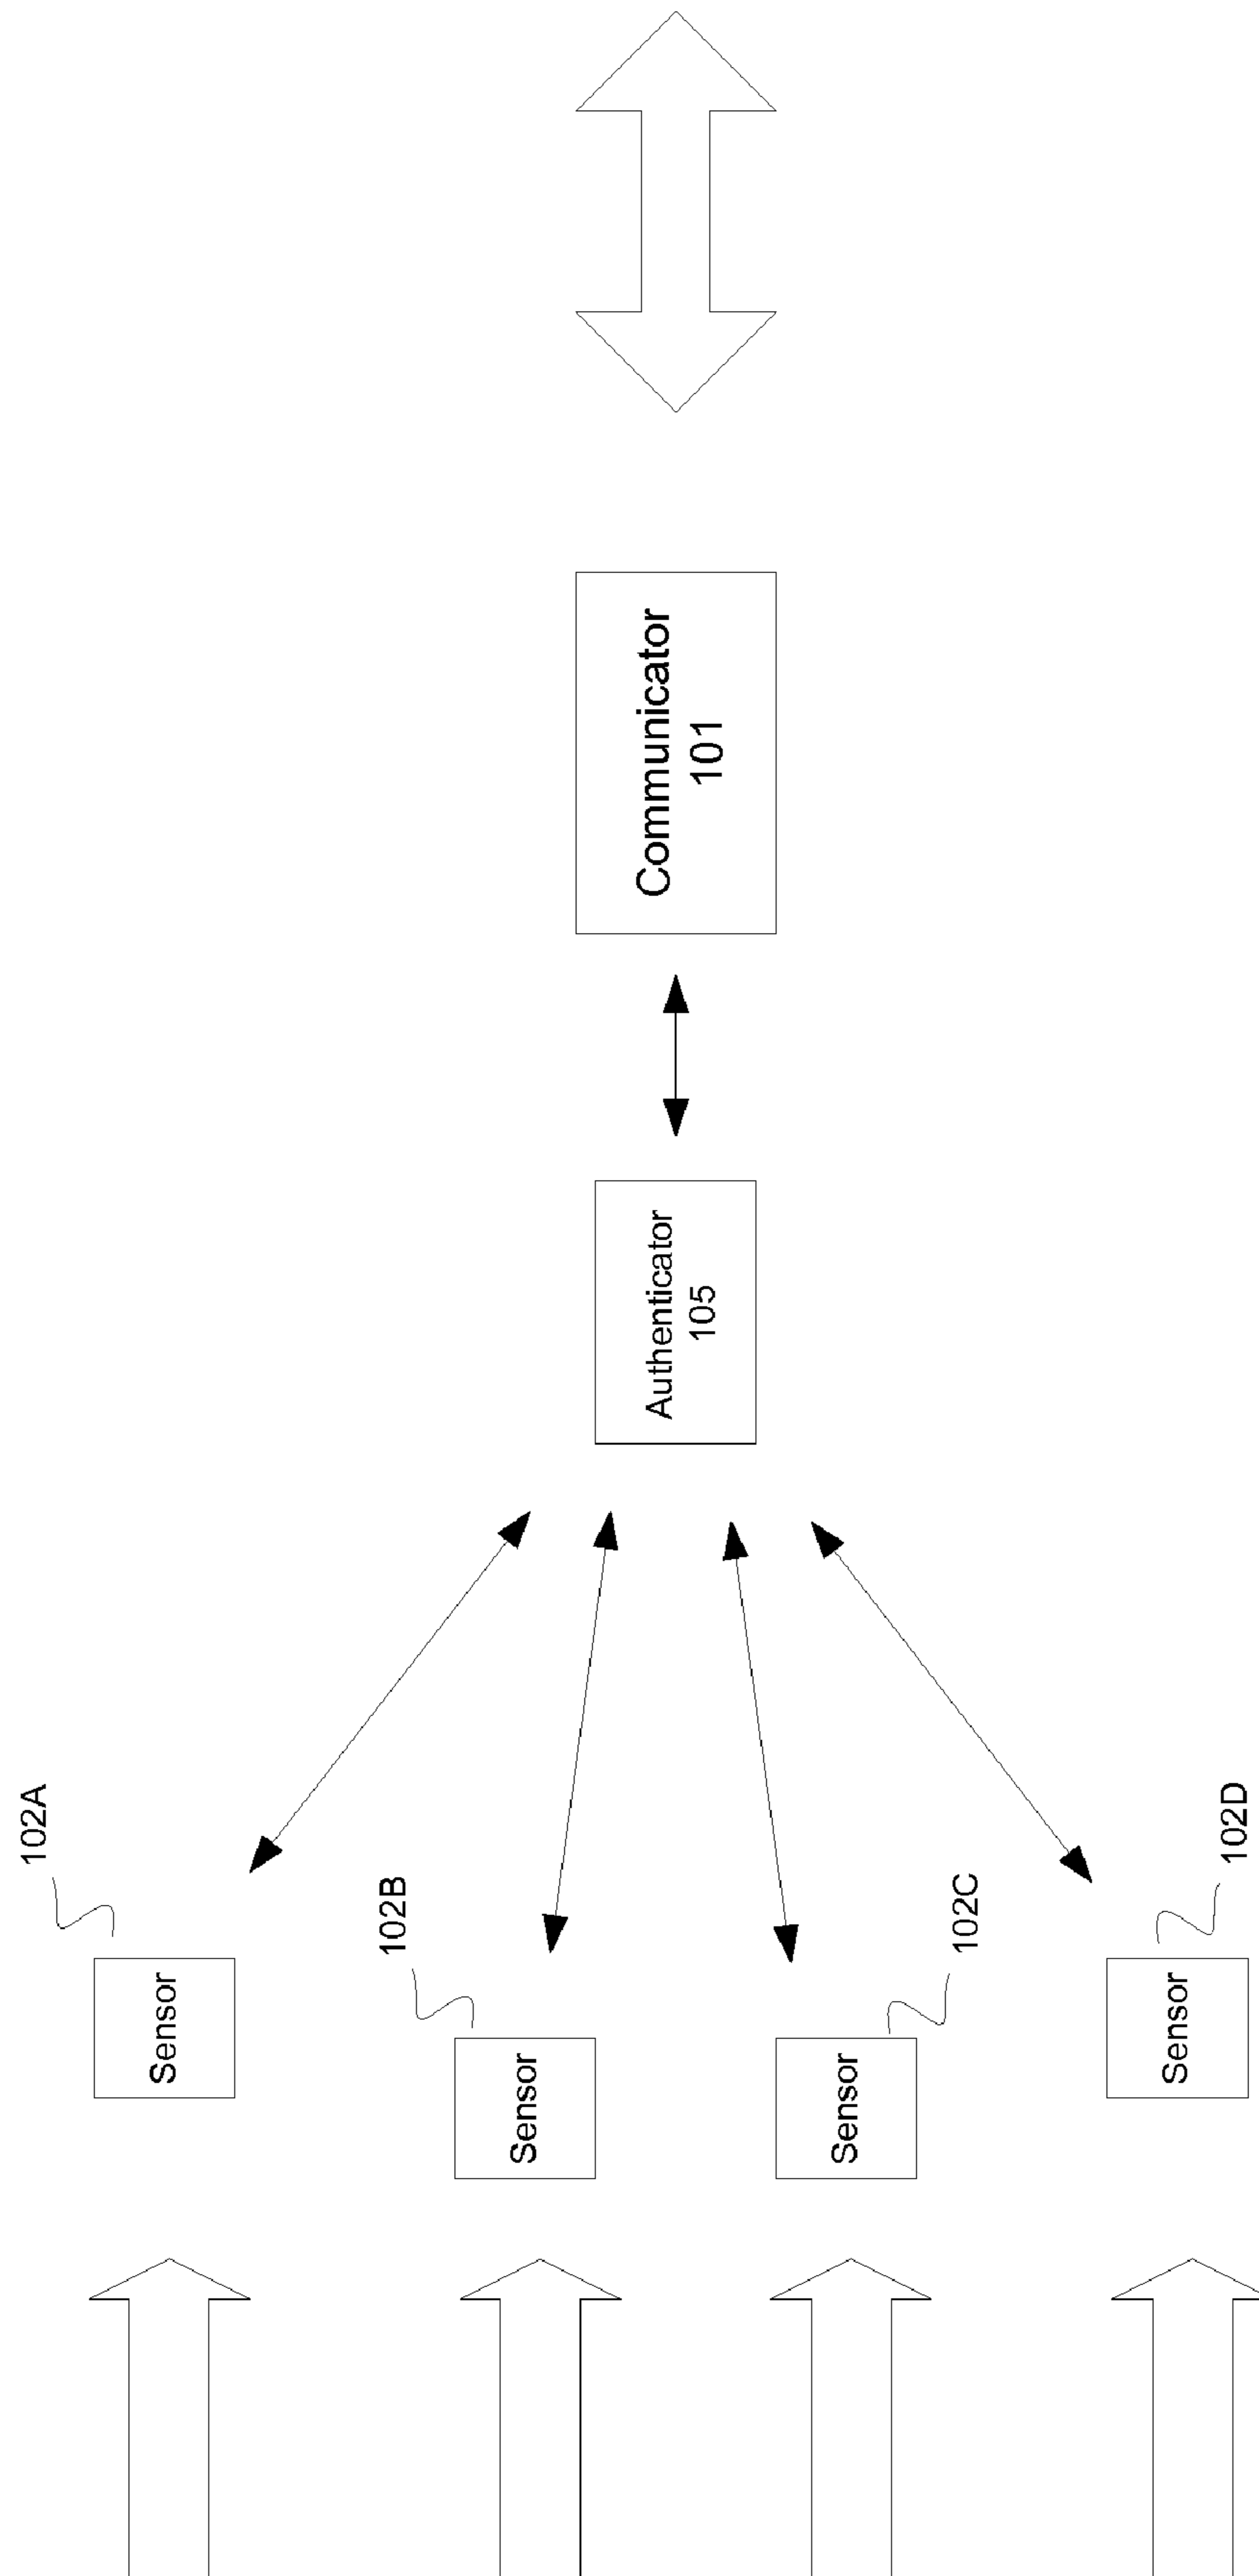 102A
Sensor
102B
Sensor
Authenticator
105
Communicator
101
Sensor
102C
Sensor
102D